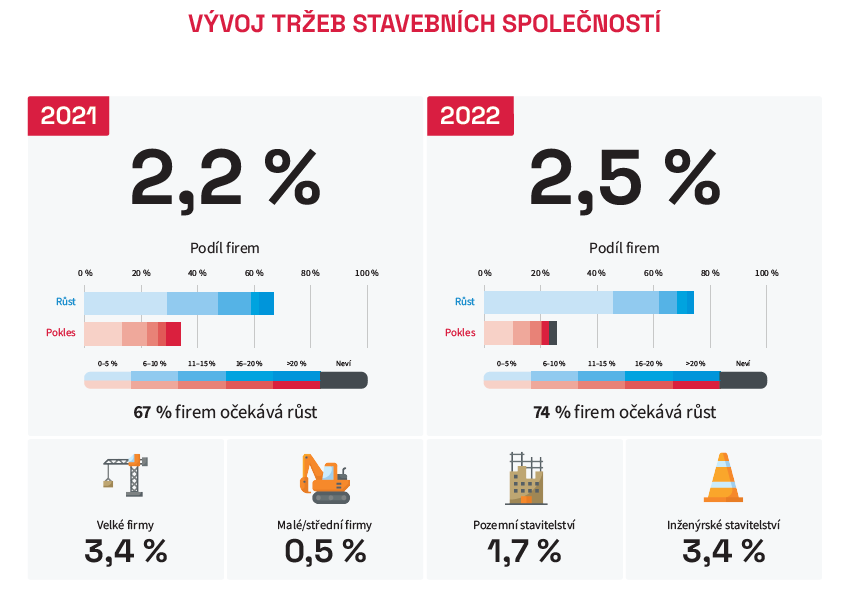 VÝVOJ TRŽEB STAVEBNÍCH SPOLEČNOSTÍ
2021
2,2 %
Podíl firem
0 % 20 % 40 % 60 % 80 % 100 %
Růst
Pokles
0–5 % 6–10 % 11–15 % 16–20 % >20 % Neví
67 % firem očekává růst
2022
2,5 %
Podíl firem
0 % 20 % 40 % 60 % 80 % 100 %
Růst
Pokles
0–5 % 6–10 % 11–15 % 16–20 % >20 % Neví
74 % firem očekává růst
Velké firmy
3,4 %
Malé/střední firmy
0,5 %
Pozemní stavitelství
1,7 %
Inženýrské stavitelství
3,4 %